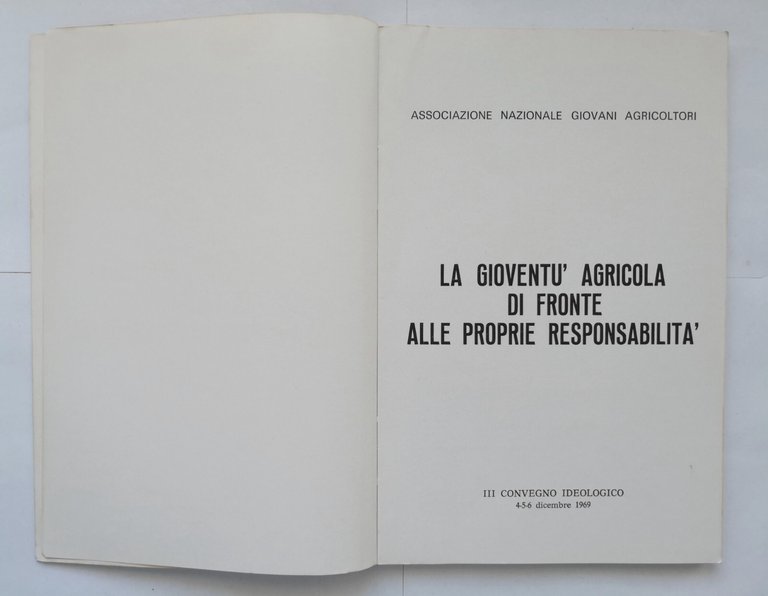 ASSOCIAZIONE NAZIONALE GIOVANI AGRICOLTORI
LA GIOVENTU' AGRICOLA
DI FRONTE
ALLE PROPRIE RESPONSABILITA'
III CONVEGNO IDEOLOGICO
4-5-6 dicembre 1969